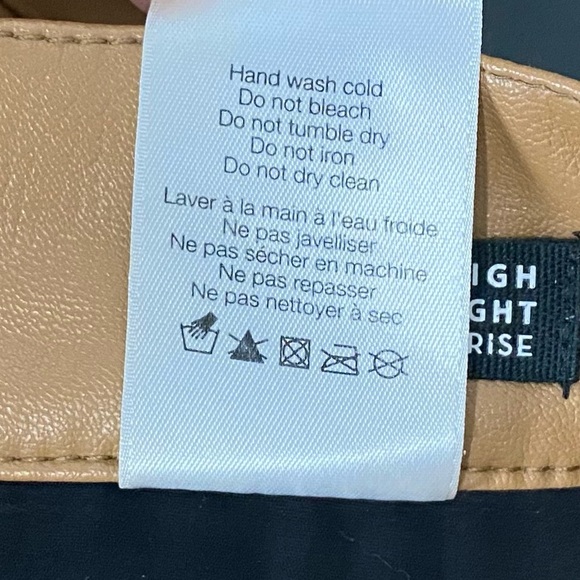 Hand wash cold
Do not bleach
Do not tumble dry
Do not iron
Do not dry clean
Laver à la main à l'eau froide
Ne pas javelliser
Ne pas sécher en machine
Ne pas repasser
Ne pas nettoyer à sec
IGH
GHT
RISE